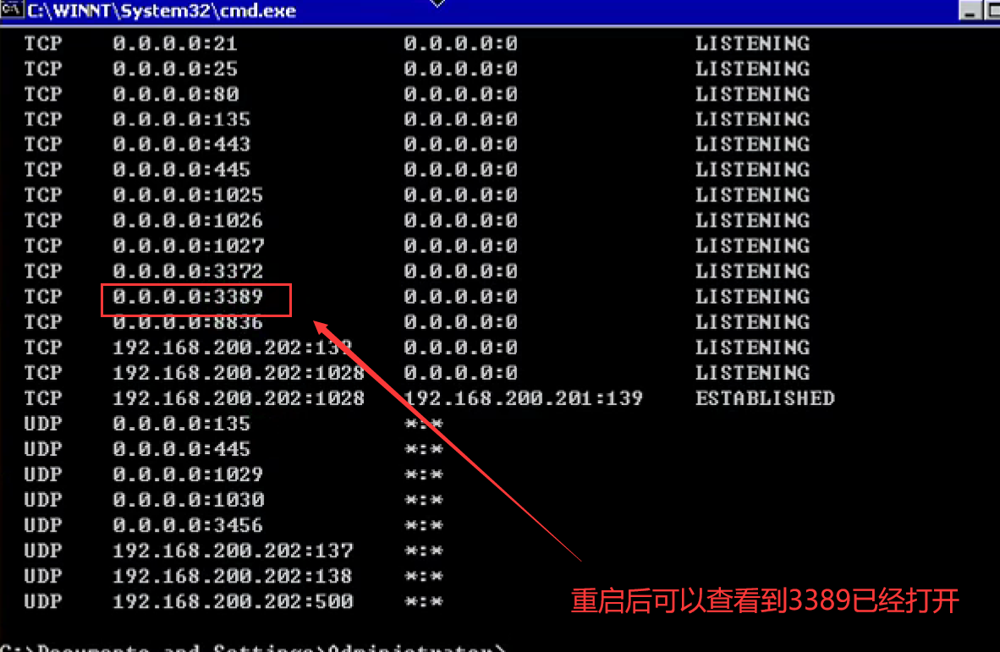 C:\WINNT\System32\cmd.exe
TCP 0.0.0.0:21 0.0.0.0:0 LISTENING
TCP 0.0.0.0:25 0.0.0.0:0 LISTENING
TCP 0.0.0.0:80 0.0.0.0:0 LISTENING
TCP 0.0.0.0:135 0.0.0.0:0 LISTENING
TCP 0.0.0.0:443 0.0.0.0:0 LISTENING
TCP 0.0.0.0:445 0.0.0.0:0 LISTENING
TCP 0.0.0.0:1025 0.0.0.0:0 LISTENING
TCP 0.0.0.0:1026 0.0.0.0:0 LISTENING
TCP 0.0.0.0:1027 0.0.0.0:0 LISTENING
TCP 0.0.0.0:3372 0.0.0.0:0 LISTENING
TCP 0.0.0.0:3389 0.0.0.0:0 LISTENING
TCP 0.0.0.0:8836 0.0.0.0:0 LISTENING
TCP 192.168.200.202:139 0.0.0.0:0 LISTENING
TCP 192.168.200.202:1028 0.0.0.0:0 LISTENING
TCP 192.168.200.202:1028 192.168.200.201:139 ESTABLISHED
UDP 0.0.0.0:135 *:*
UDP 0.0.0.0:445 *:*
UDP 0.0.0.0:1029 *:*
UDP 0.0.0.0:1030 *:*
UDP 0.0.0.0:3456 *:*
UDP 192.168.200.202:137 *:*
UDP 192.168.200.202:138 *:*
UDP 192.168.200.202:500 *:*
重启后可以查看到3389已经打开
C:\Documents and Settings\Administrator>